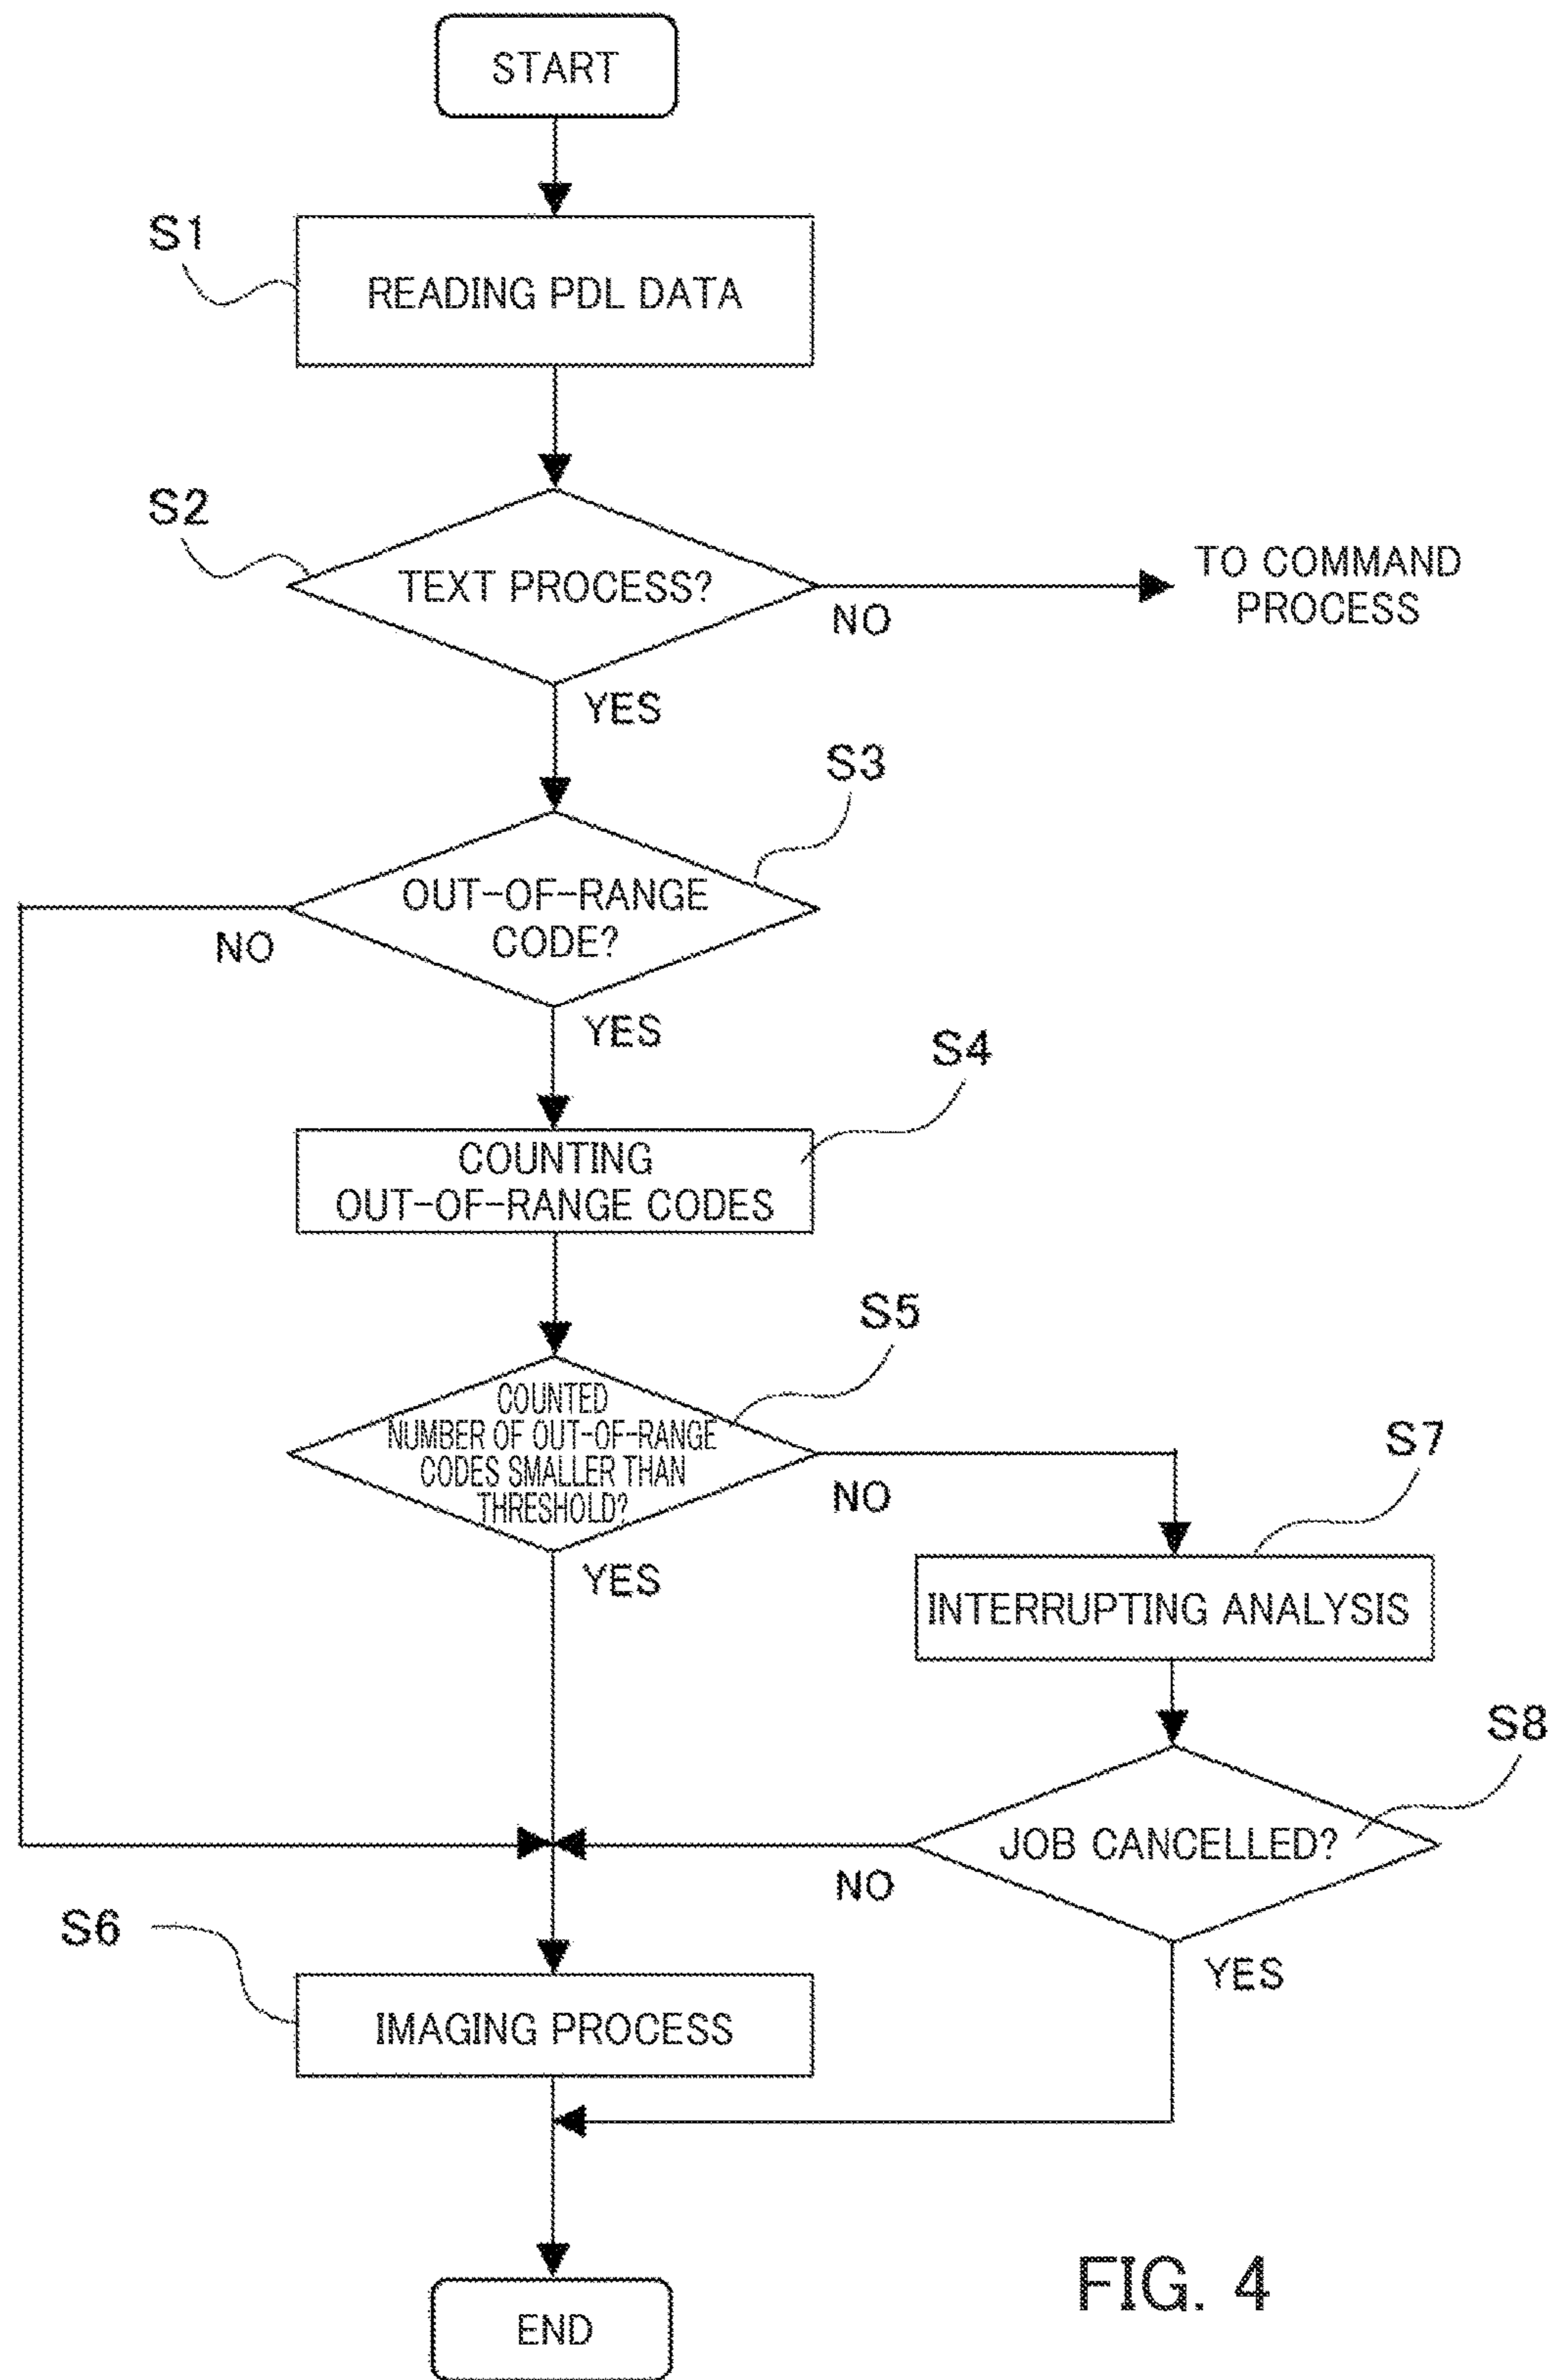 START
S1
READING PDL DATA
S2
TEXT PROCESS?
NO
TO COMMAND
PROCESS
YES
S3
OUT-OF-RANGE
CODE?
NO
YES
S4
COUNTING
OUT-OF-RANGE CODES
S5
COUNTED
NUMBER OF OUT-OF-RANGE
CODES SMALLER THAN
THRESHOLD?
NO
YES
S7
INTERRUPTING ANALYSIS
S8
JOB CANCELLED?
NO
YES
S6
IMAGING PROCESS
END
FIG. 4